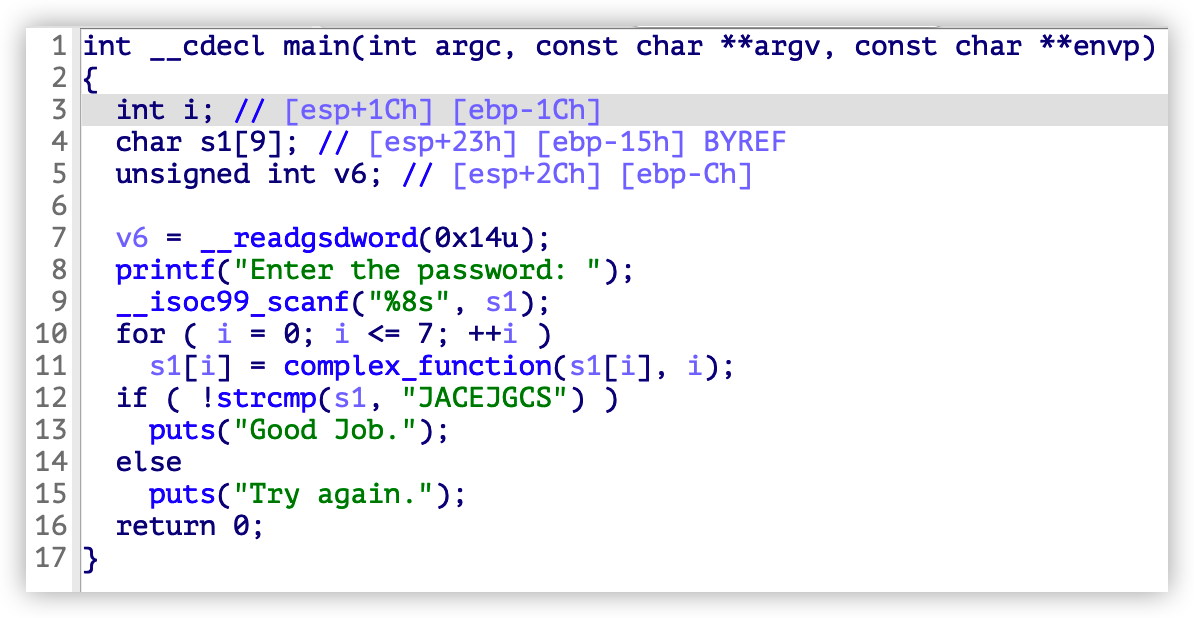 1 int __cdecl main(int argc, const char **argv, const char **envp)
2 {
3   int i; // [esp+1Ch] [ebp-1Ch]
4   char s1[9]; // [esp+23h] [ebp-15h] BYREF
5   unsigned int v6; // [esp+2Ch] [ebp-Ch]
6
7   v6 = __readgsdword(0x14u);
8   printf("Enter the password: ");
9   __isoc99_scanf("%8s", s1);
10   for ( i = 0; i <= 7; ++i )
11     s1[i] = complex_function(s1[i], i);
12   if ( !strcmp(s1, "JACEJGCS") )
13     puts("Good Job.");
14   else
15     puts("Try again.");
16   return 0;
17 }